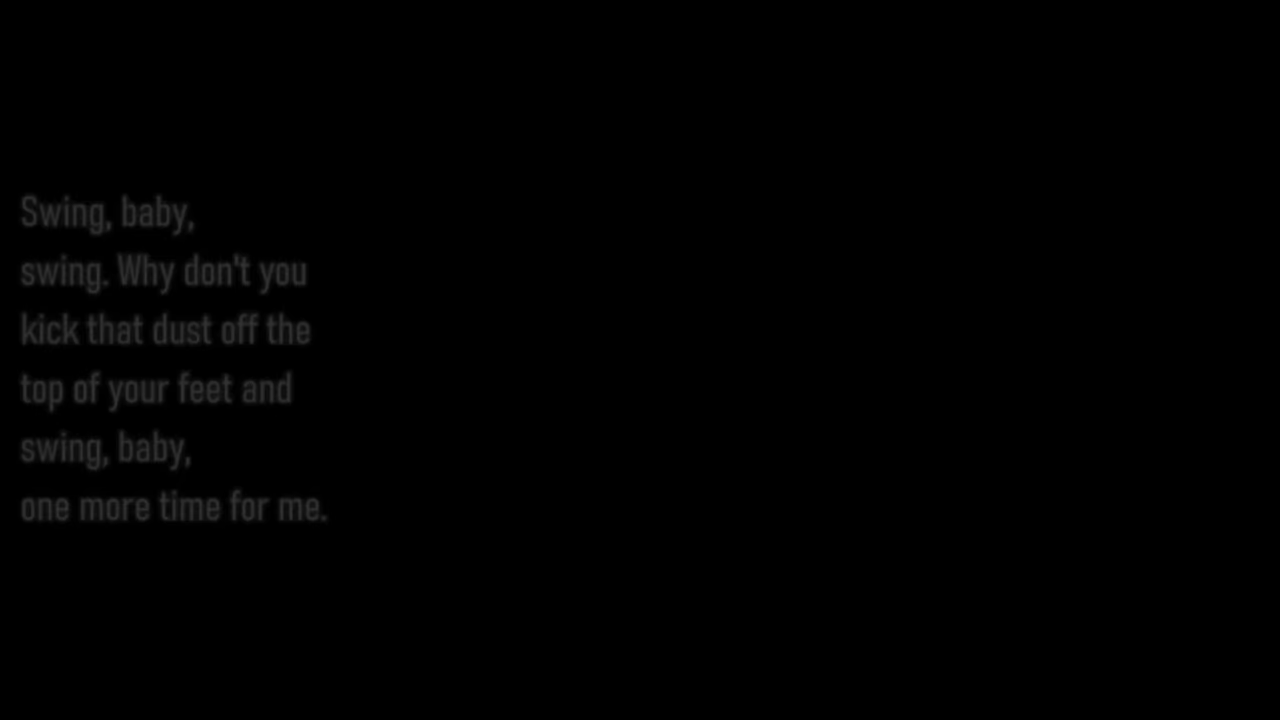 Swing, baby,
swing. Why don't you
kick that dust off the
top of your feet and
swing, baby,
one more time for me.